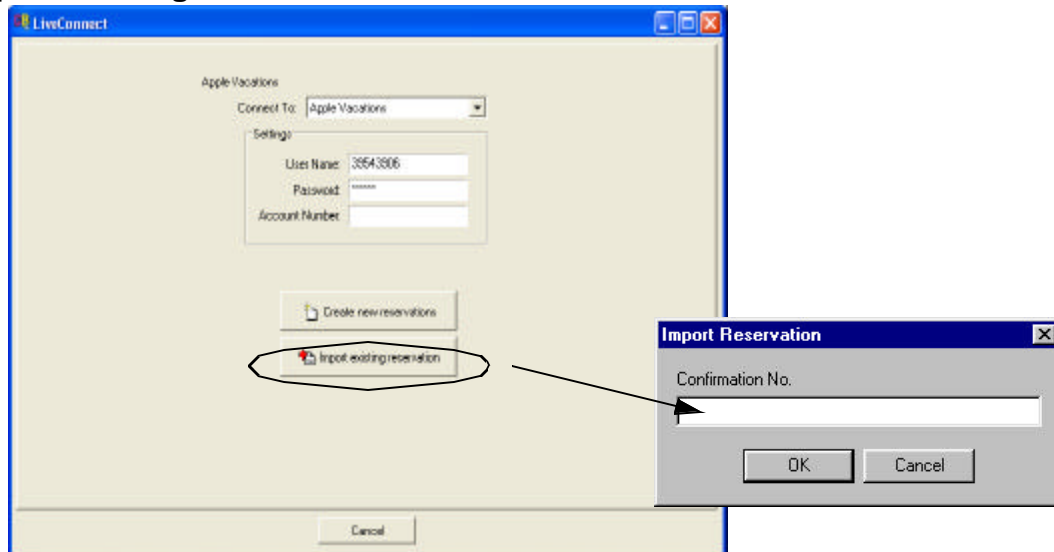 LiveConnect
Apple Vacations
Connect To: Apple Vacations
Settings
User Name: 39543906
Password: ******
Account Number:
Create new reservations
Import existing reservation
Cancel
Import Reservation
Confirmation No.
OK Cancel